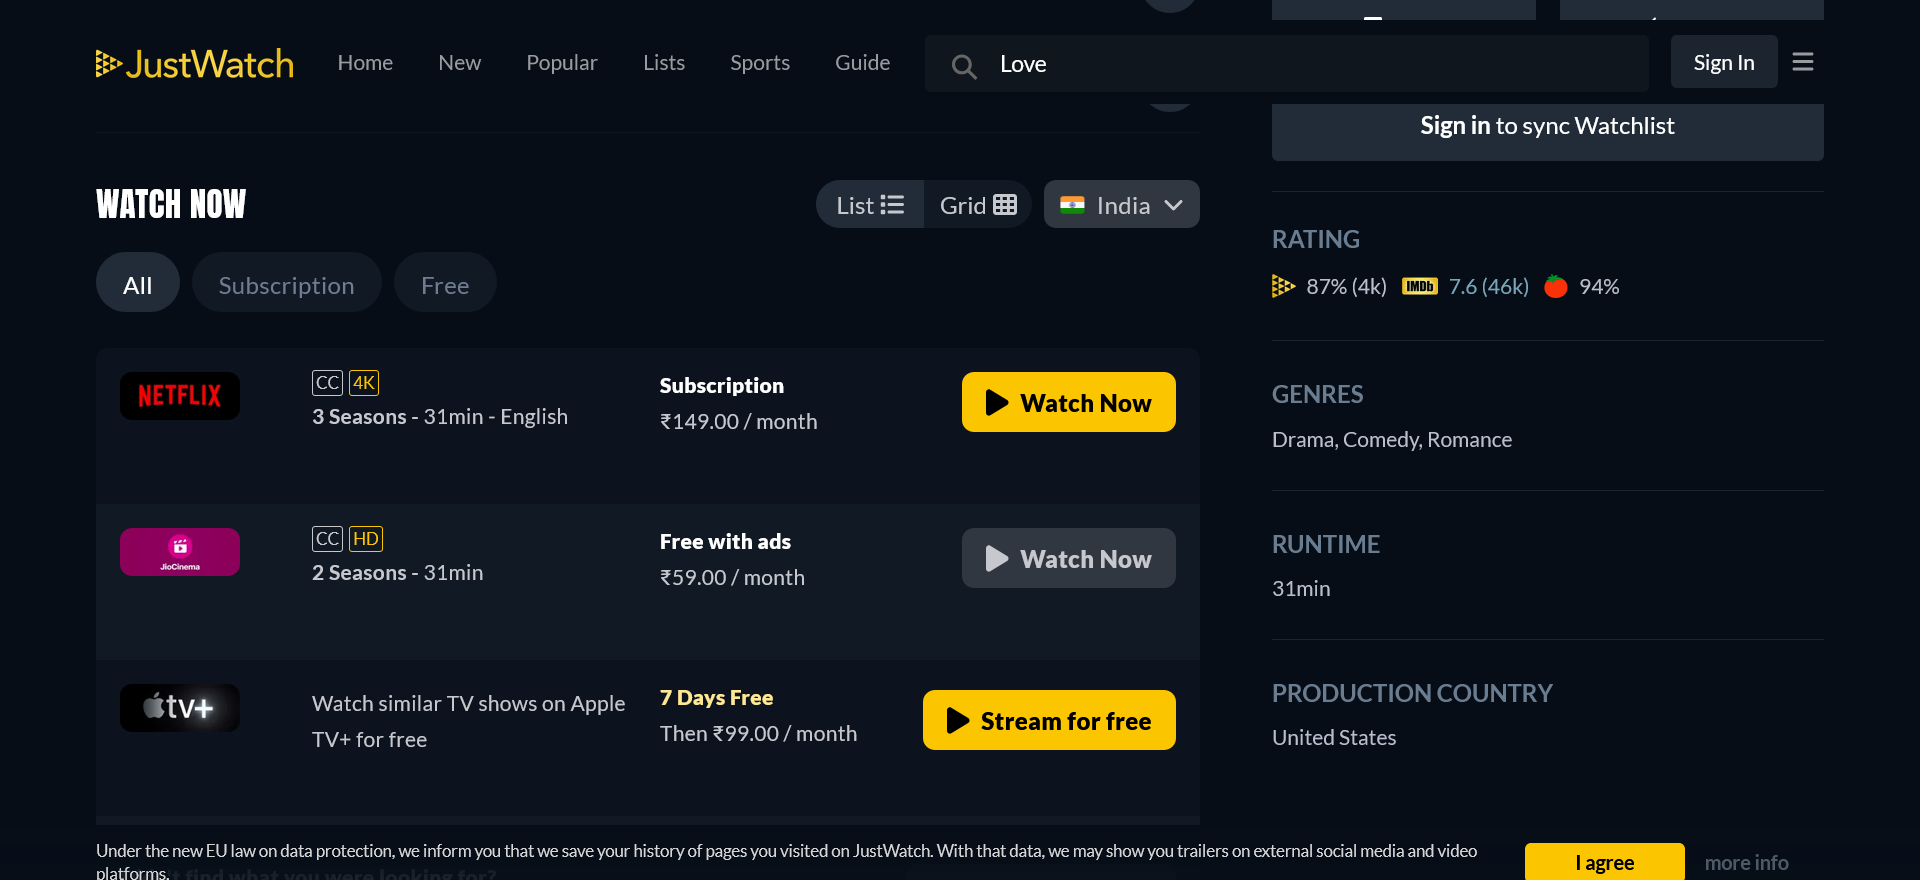 JustWatch
Home New Popular Lists Sports Guide
Love
Sign In
Sign in to sync Watchlist
WATCH NOW
List Grid India
All Subscription Free
NETFLIX
CC 4K
3 Seasons - 31min - English
Subscription
₹149.00 / month
Watch Now
JioCinema
CC HD
2 Seasons - 31min
Free with ads
₹59.00 / month
Watch Now
tv+
Watch similar TV shows on Apple
TV+ for free
7 Days Free
Then ₹99.00 / month
Stream for free
RATING
87% (4k) IMDb 7.6 (46k) 94%
GENRES
Drama, Comedy, Romance
RUNTIME
31min
PRODUCTION COUNTRY
United States
Under the new EU law on data protection, we inform you that we save your history of pages you visited on JustWatch. With that data, we may show you trailers on external social media and video
platforms.
't find what you were looking for?
I agree
more info